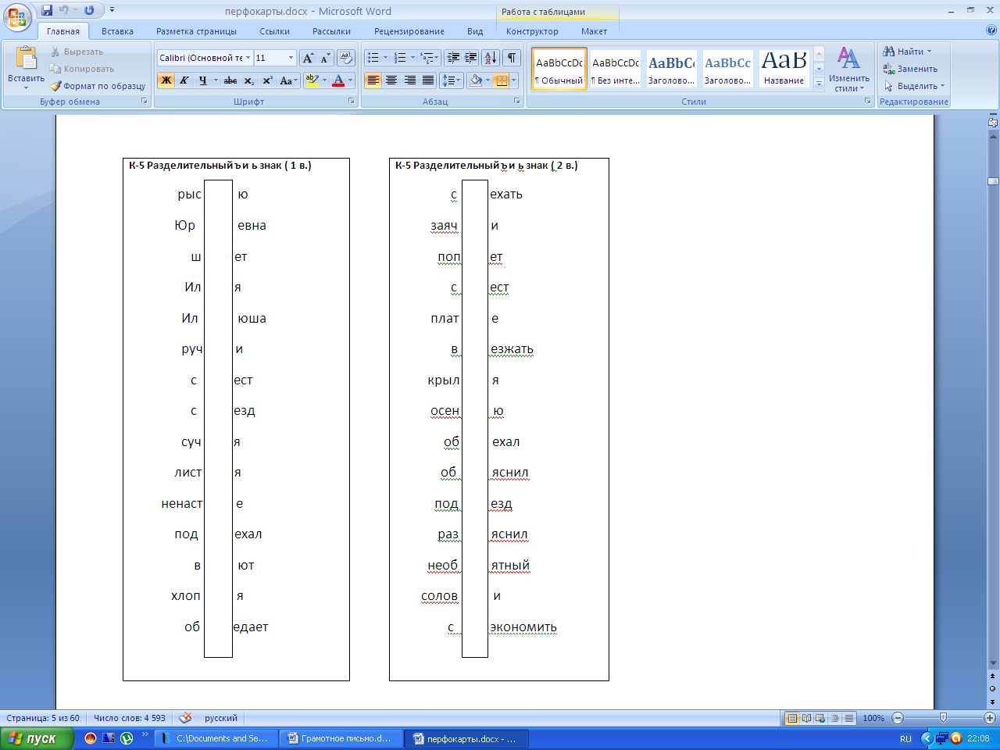 перфокарты.docx - Microsoft Word
Работа с таблицами
Главная Вставка Разметка страницы Ссылки Рассылки Рецензирование Вид Конструктор Макет
Вставить
Вырезать
Копировать
Формат по образцу
Буфер обмена
Calibri (Основной те 11
Ж К Ч abc x₂ x² Aa
Шрифт
Абзац
AaBbCcDc AaBbCcDc AaBbC AaBbCc AaB
¶ Обычный ¶ Без инте... Заголово... Заголово... Название
Изменить стили
Стили
Найти
Заменить
Выделить
Редактирование
К-5 Разделительный ъ и ь знак ( 1 в.)
рыс ю
Юр евна
ш ет
Ил я
Ил юша
руч и
с ест
с езд
суч я
лист я
ненаст е
под ехал
в ют
хлоп я
об едает
К-5 Разделительный ъ и ь знак ( 2 в.)
с ехать
заяч и
поп ет
с ест
плат е
в езжать
крыл я
осен ю
об ехал
об яснил
под езд
раз яснил
необ ятный
солов и
с экономить
Страница: 5 из 60 Число слов: 4 593 русский 100%
пуск C:\Documents and Se... Грамотное письмо.d... перфокарты.docx - ... RU 22:08